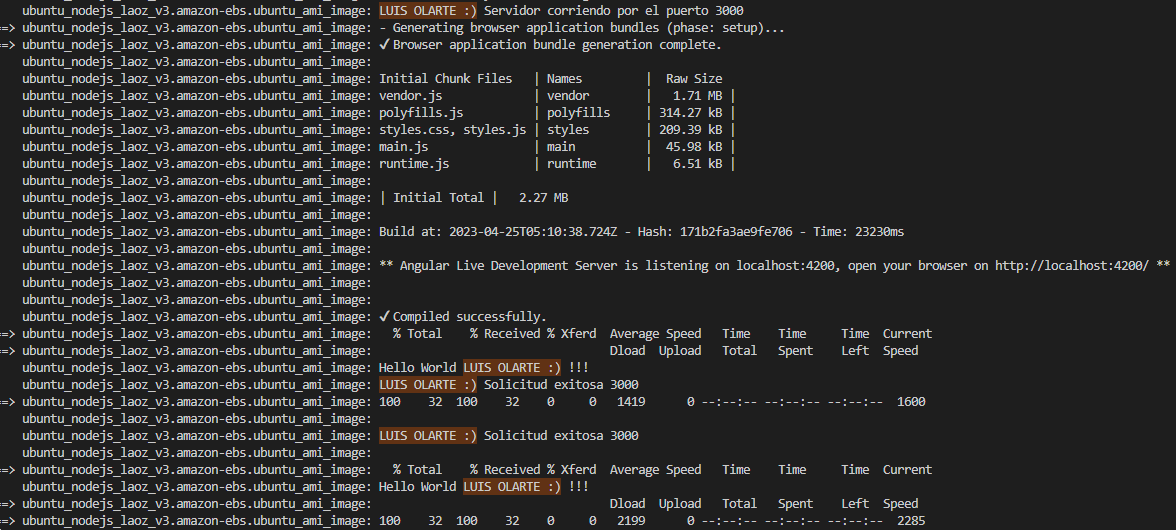 ubuntu_nodejs_laoz_v3.amazon-ebs.ubuntu_ami_image: LUIS OLARTE :) Servidor corriendo por el puerto 3000
==> ubuntu_nodejs_laoz_v3.amazon-ebs.ubuntu_ami_image: - Generating browser application bundles (phase: setup)...
==> ubuntu_nodejs_laoz_v3.amazon-ebs.ubuntu_ami_image: ✔ Browser application bundle generation complete.
ubuntu_nodejs_laoz_v3.amazon-ebs.ubuntu_ami_image:
ubuntu_nodejs_laoz_v3.amazon-ebs.ubuntu_ami_image: Initial Chunk Files   | Names         |  Raw Size
ubuntu_nodejs_laoz_v3.amazon-ebs.ubuntu_ami_image: vendor.js             | vendor        |   1.71 MB |
ubuntu_nodejs_laoz_v3.amazon-ebs.ubuntu_ami_image: polyfills.js          | polyfills     | 314.27 kB |
ubuntu_nodejs_laoz_v3.amazon-ebs.ubuntu_ami_image: styles.css, styles.js | styles        | 209.39 kB |
ubuntu_nodejs_laoz_v3.amazon-ebs.ubuntu_ami_image: main.js               | main          |  45.98 kB |
ubuntu_nodejs_laoz_v3.amazon-ebs.ubuntu_ami_image: runtime.js            | runtime       |   6.51 kB |
ubuntu_nodejs_laoz_v3.amazon-ebs.ubuntu_ami_image:
ubuntu_nodejs_laoz_v3.amazon-ebs.ubuntu_ami_image: | Initial Total |   2.27 MB
ubuntu_nodejs_laoz_v3.amazon-ebs.ubuntu_ami_image:
ubuntu_nodejs_laoz_v3.amazon-ebs.ubuntu_ami_image: Build at: 2023-04-25T05:10:38.724Z - Hash: 171b2fa3ae9fe706 - Time: 23230ms
ubuntu_nodejs_laoz_v3.amazon-ebs.ubuntu_ami_image:
ubuntu_nodejs_laoz_v3.amazon-ebs.ubuntu_ami_image: ** Angular Live Development Server is listening on localhost:4200, open your browser on http://localhost:4200/ **
ubuntu_nodejs_laoz_v3.amazon-ebs.ubuntu_ami_image:
ubuntu_nodejs_laoz_v3.amazon-ebs.ubuntu_ami_image:
ubuntu_nodejs_laoz_v3.amazon-ebs.ubuntu_ami_image: ✔ Compiled successfully.
==> ubuntu_nodejs_laoz_v3.amazon-ebs.ubuntu_ami_image:   % Total    % Received % Xferd  Average Speed   Time    Time     Time  Current
==> ubuntu_nodejs_laoz_v3.amazon-ebs.ubuntu_ami_image:                                  Dload  Upload   Total   Spent    Left  Speed
ubuntu_nodejs_laoz_v3.amazon-ebs.ubuntu_ami_image: Hello World LUIS OLARTE :) !!!
ubuntu_nodejs_laoz_v3.amazon-ebs.ubuntu_ami_image: LUIS OLARTE :) Solicitud exitosa 3000
==> ubuntu_nodejs_laoz_v3.amazon-ebs.ubuntu_ami_image: 100    32  100    32    0     0   1419      0 --:--:-- --:--:-- --:--:--  1600
ubuntu_nodejs_laoz_v3.amazon-ebs.ubuntu_ami_image:
ubuntu_nodejs_laoz_v3.amazon-ebs.ubuntu_ami_image: LUIS OLARTE :) Solicitud exitosa 3000
ubuntu_nodejs_laoz_v3.amazon-ebs.ubuntu_ami_image:
==> ubuntu_nodejs_laoz_v3.amazon-ebs.ubuntu_ami_image:   % Total    % Received % Xferd  Average Speed   Time    Time     Time  Current
ubuntu_nodejs_laoz_v3.amazon-ebs.ubuntu_ami_image: Hello World LUIS OLARTE :) !!!
==> ubuntu_nodejs_laoz_v3.amazon-ebs.ubuntu_ami_image:                                  Dload  Upload   Total   Spent    Left  Speed
==> ubuntu_nodejs_laoz_v3.amazon-ebs.ubuntu_ami_image: 100    32  100    32    0     0   2199      0 --:--:-- --:--:-- --:--:--  2285